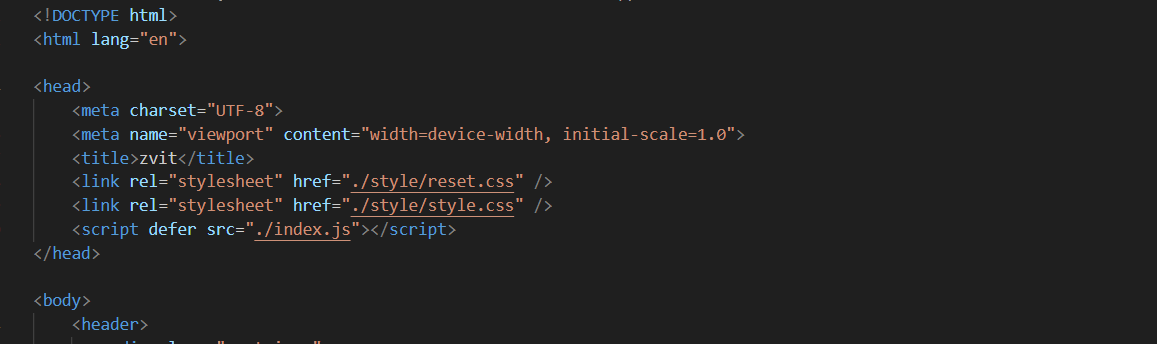 <!DOCTYPE html>
<html lang="en">
<head>
<meta charset="UTF-8">
<meta name="viewport" content="width=device-width, initial-scale=1.0">
<title>zvit</title>
<link rel="stylesheet" href="./style/reset.css" />
<link rel="stylesheet" href="./style/style.css" />
<script defer src="./index.js"></script>
</head>
<body>
<header>